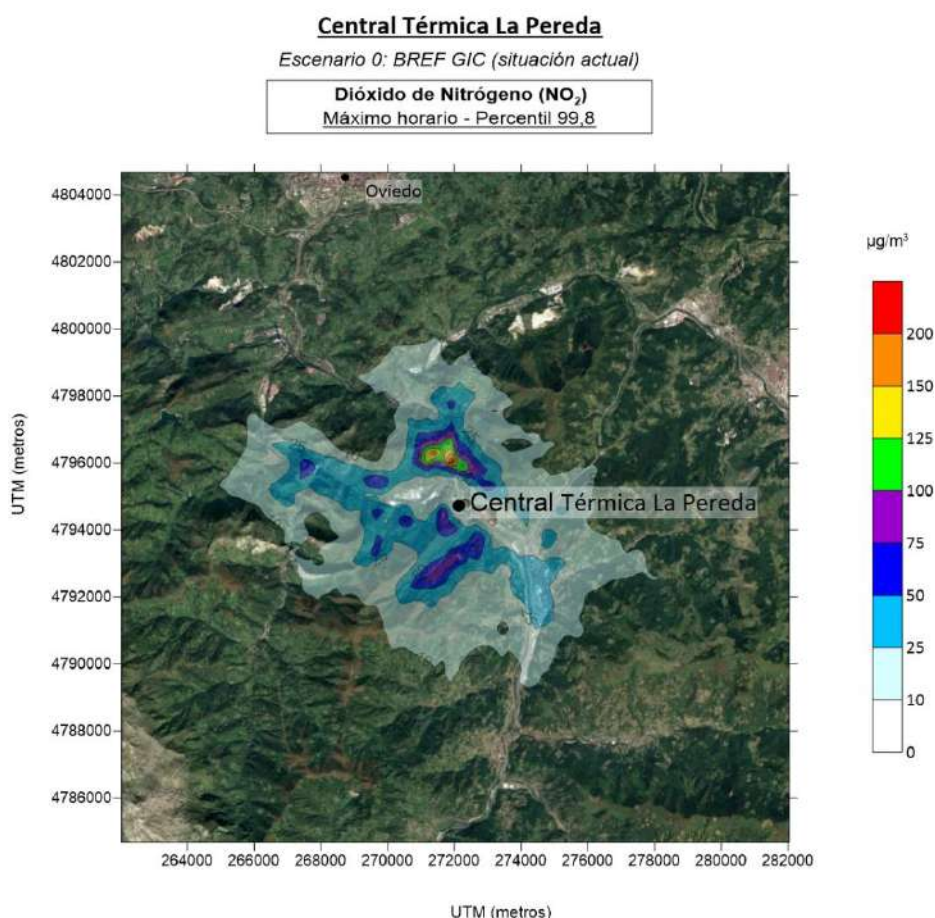 Central Térmica La Pereda
Escenario 0: BREF GIC (situación actual)
Dióxido de Nitrógeno (NO₂)
Máximo horario - Percentil 99,8
4804000
4802000
4800000
4798000
4796000
4794000
4792000
4790000
4788000
4786000
UTM (metros)
Oviedo
Central Térmica La Pereda
264000 266000 268000 270000 272000 274000 276000 278000 280000 282000
UTM (metros)
µg/m³
200
150
125
100
75
50
25
10
0